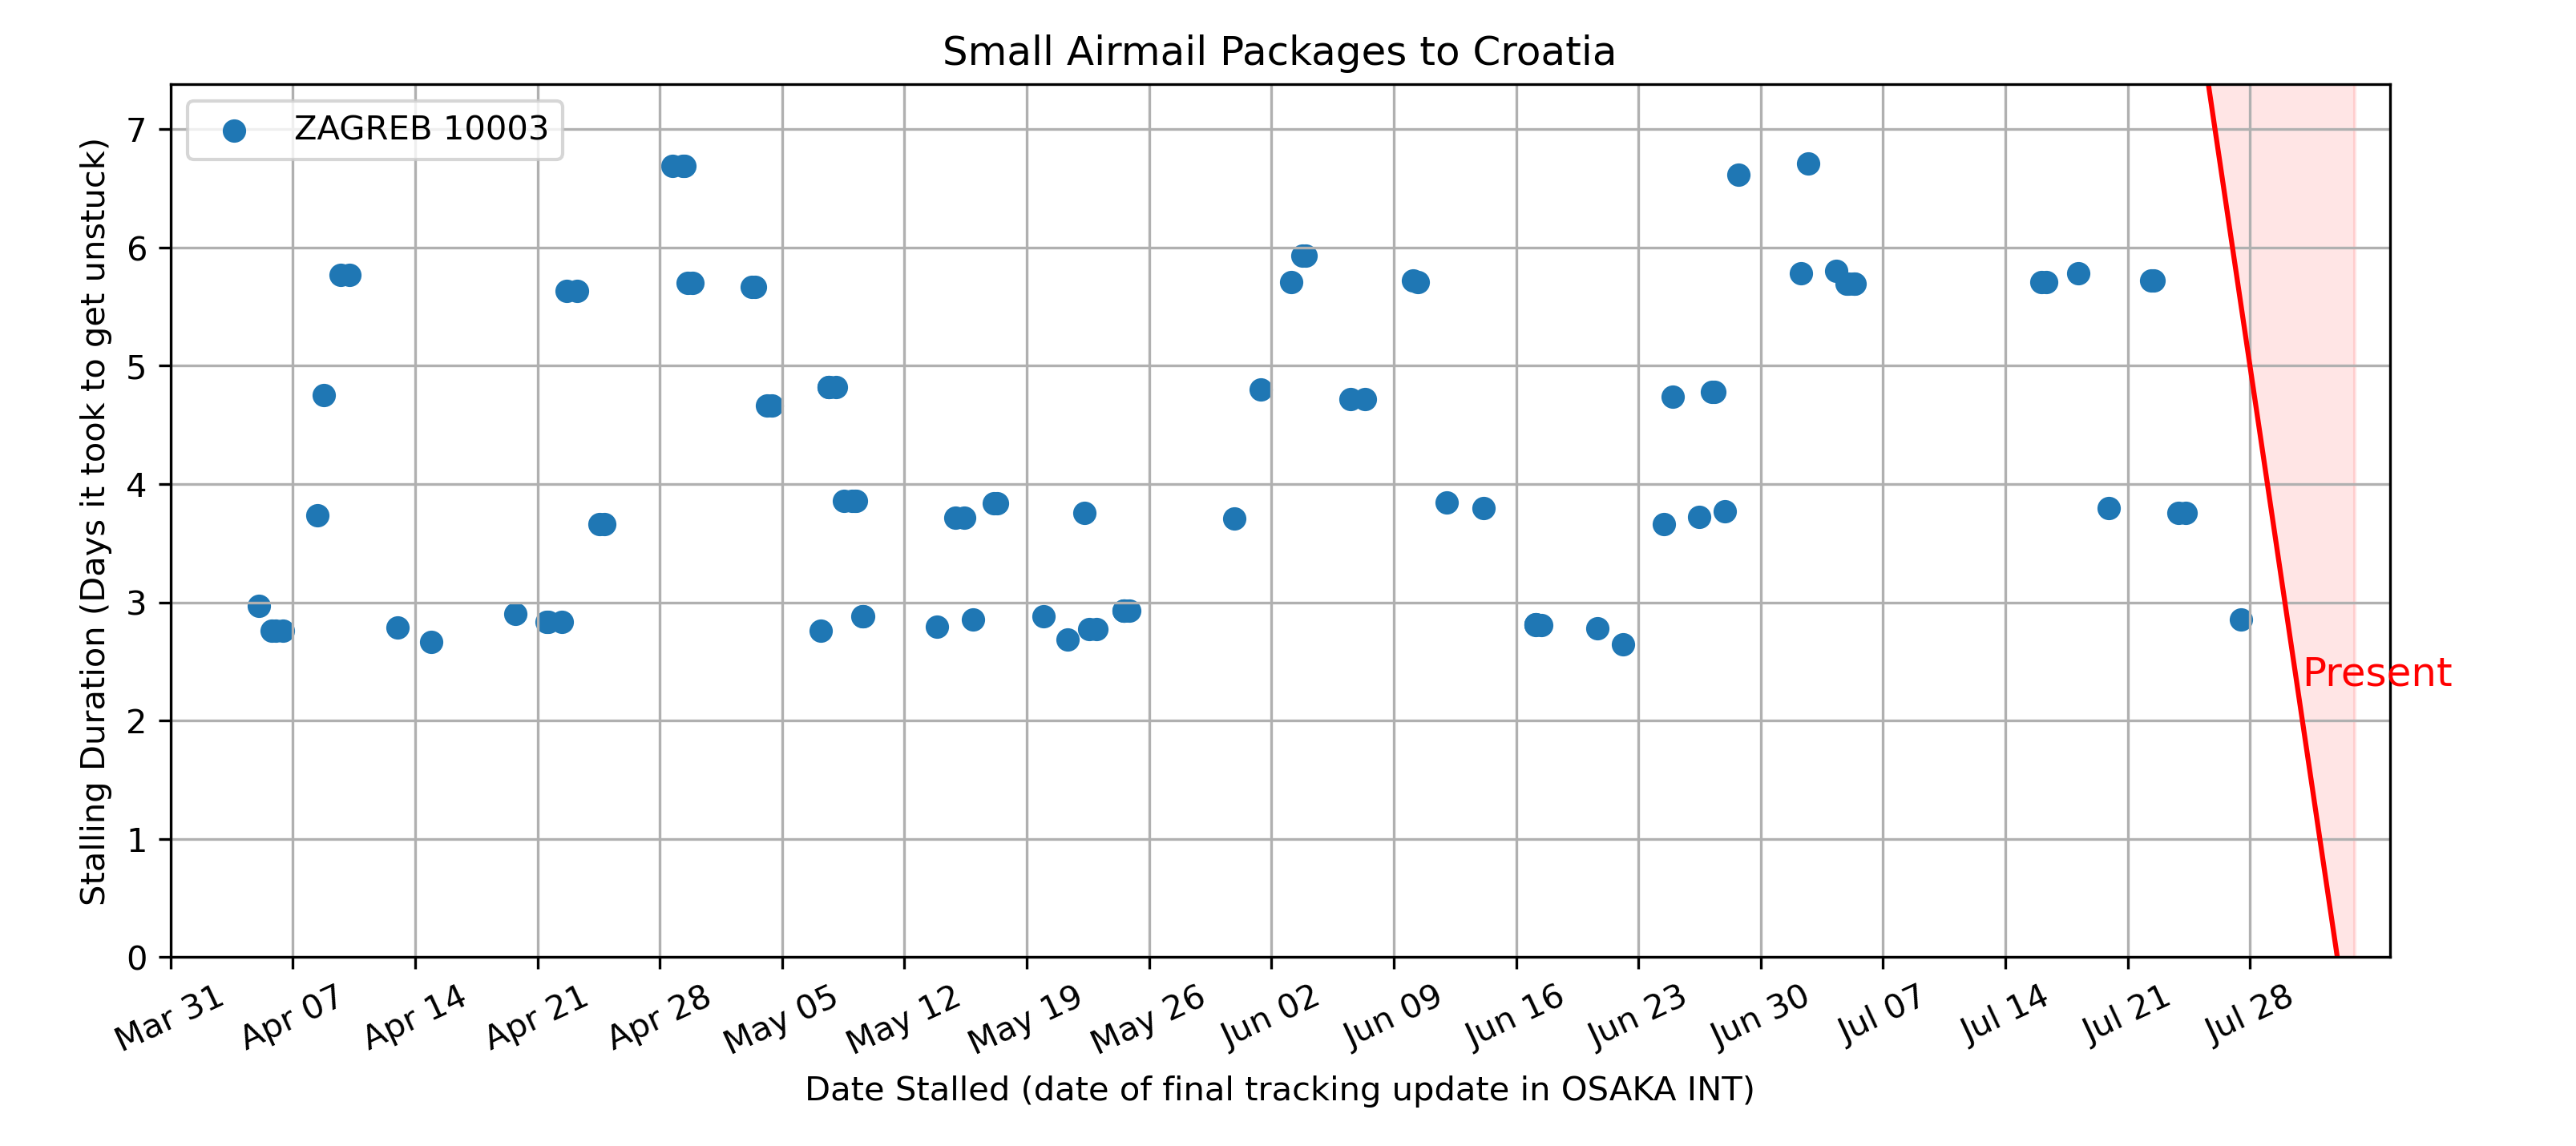 Small Airmail Packages to Croatia
ZAGREB 10003
Stalling Duration (Days it took to get unstuck)
7
6
5
4
3
2
1
0
Present
Mar 31
Apr 07
Apr 14
Apr 21
Apr 28
May 05
May 12
May 19
May 26
Jun 02
Jun 09
Jun 16
Jun 23
Jun 30
Jul 07
Jul 14
Jul 21
Jul 28
Date Stalled (date of final tracking update in OSAKA INT)